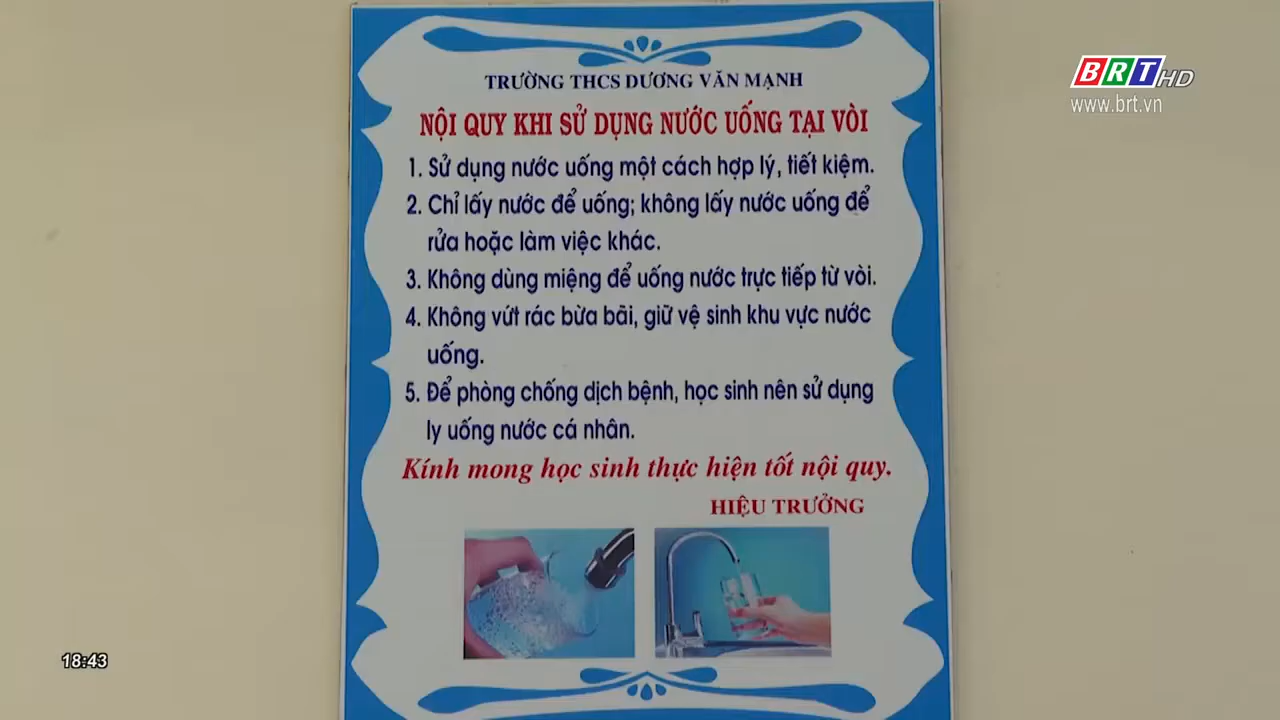 BRT HD
www.brt.vn
TRƯỜNG THCS DƯƠNG VĂN MẠNH
NỘI QUY KHI SỬ DỤNG NƯỚC UỐNG TẠI VÒI
1. Sử dụng nước uống một cách hợp lý, tiết kiệm.
2. Chỉ lấy nước để uống; không lấy nước uống để
rửa hoặc làm việc khác.
3. Không dùng miệng để uống nước trực tiếp từ vòi.
4. Không vứt rác bừa bãi, giữ vệ sinh khu vực nước
uống.
5. Để phòng chống dịch bệnh, học sinh nên sử dụng
ly uống nước cá nhân.
Kính mong học sinh thực hiện tốt nội quy.
HIỆU TRƯỞNG
18:43